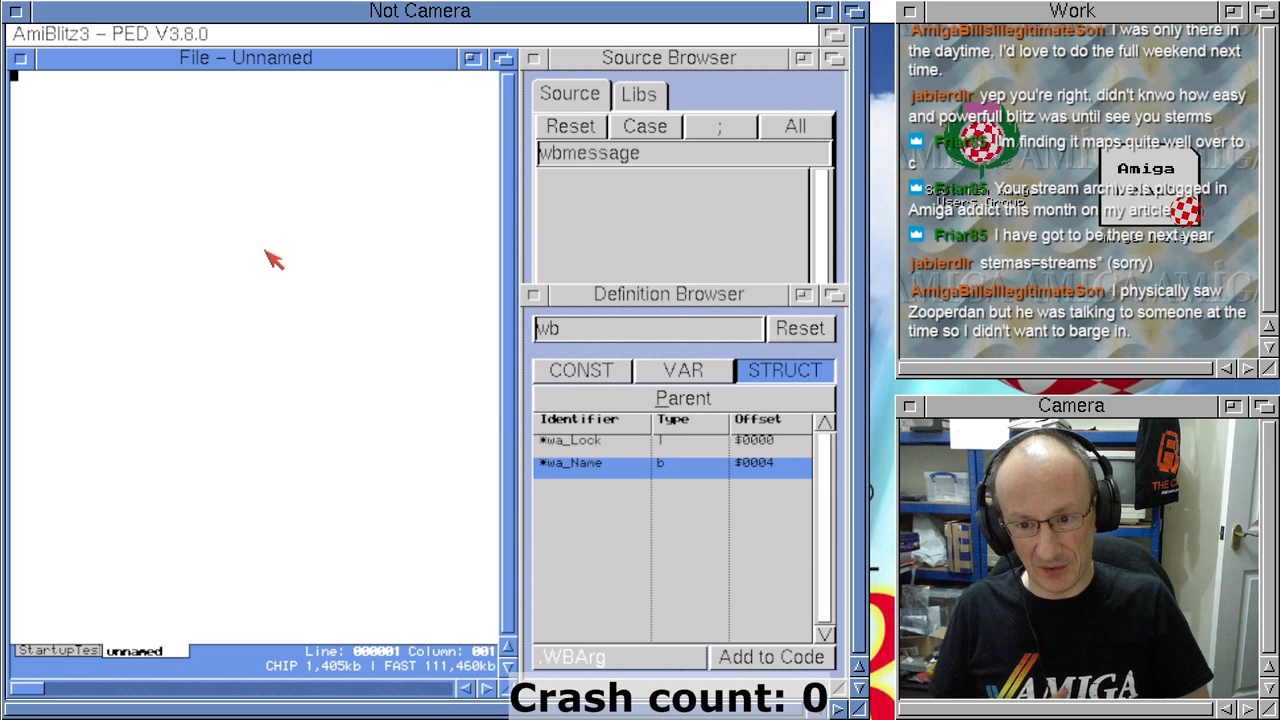 Not Camera
AmiBlitz3 – PED V3.8.0
File – Unnamed
StartupTes
unnamed
Line: 000001 Column: 001
CHIP 1,405kb | FAST 111,460kb
Source Browser
Source
Libs
Reset
Case
;
All
wbmessage
Definition Browser
wb
Reset
CONST
VAR
STRUCT
Parent
Identifier
Type
Offset
*wa_Lock
l
$0000
*wa_Name
b
$0004
.WBArg
Add to Code
Crash count: 0
Work
AmigaBillsIllegitimateSon I was only there in
the daytime, I'd love to do the full weekend next
time.
jabierdlr yep you're right, didn't knwo how easy
and powerfull blitz was until see you sterms
Friar85 I'm finding it maps quite well over to
c
Friar85 Your stream archive is plugged in
Amiga addict this month on my article
Friar85 I have got to be there next year
jabierdlr stemas=streams* (sorry)
AmigaBillsIllegitimateSon I physically saw
Zooperdan but he was talking to someone at the
time so I didn't want to barge in.
Amiga
Users Group
Camera
THE C
AMIGA